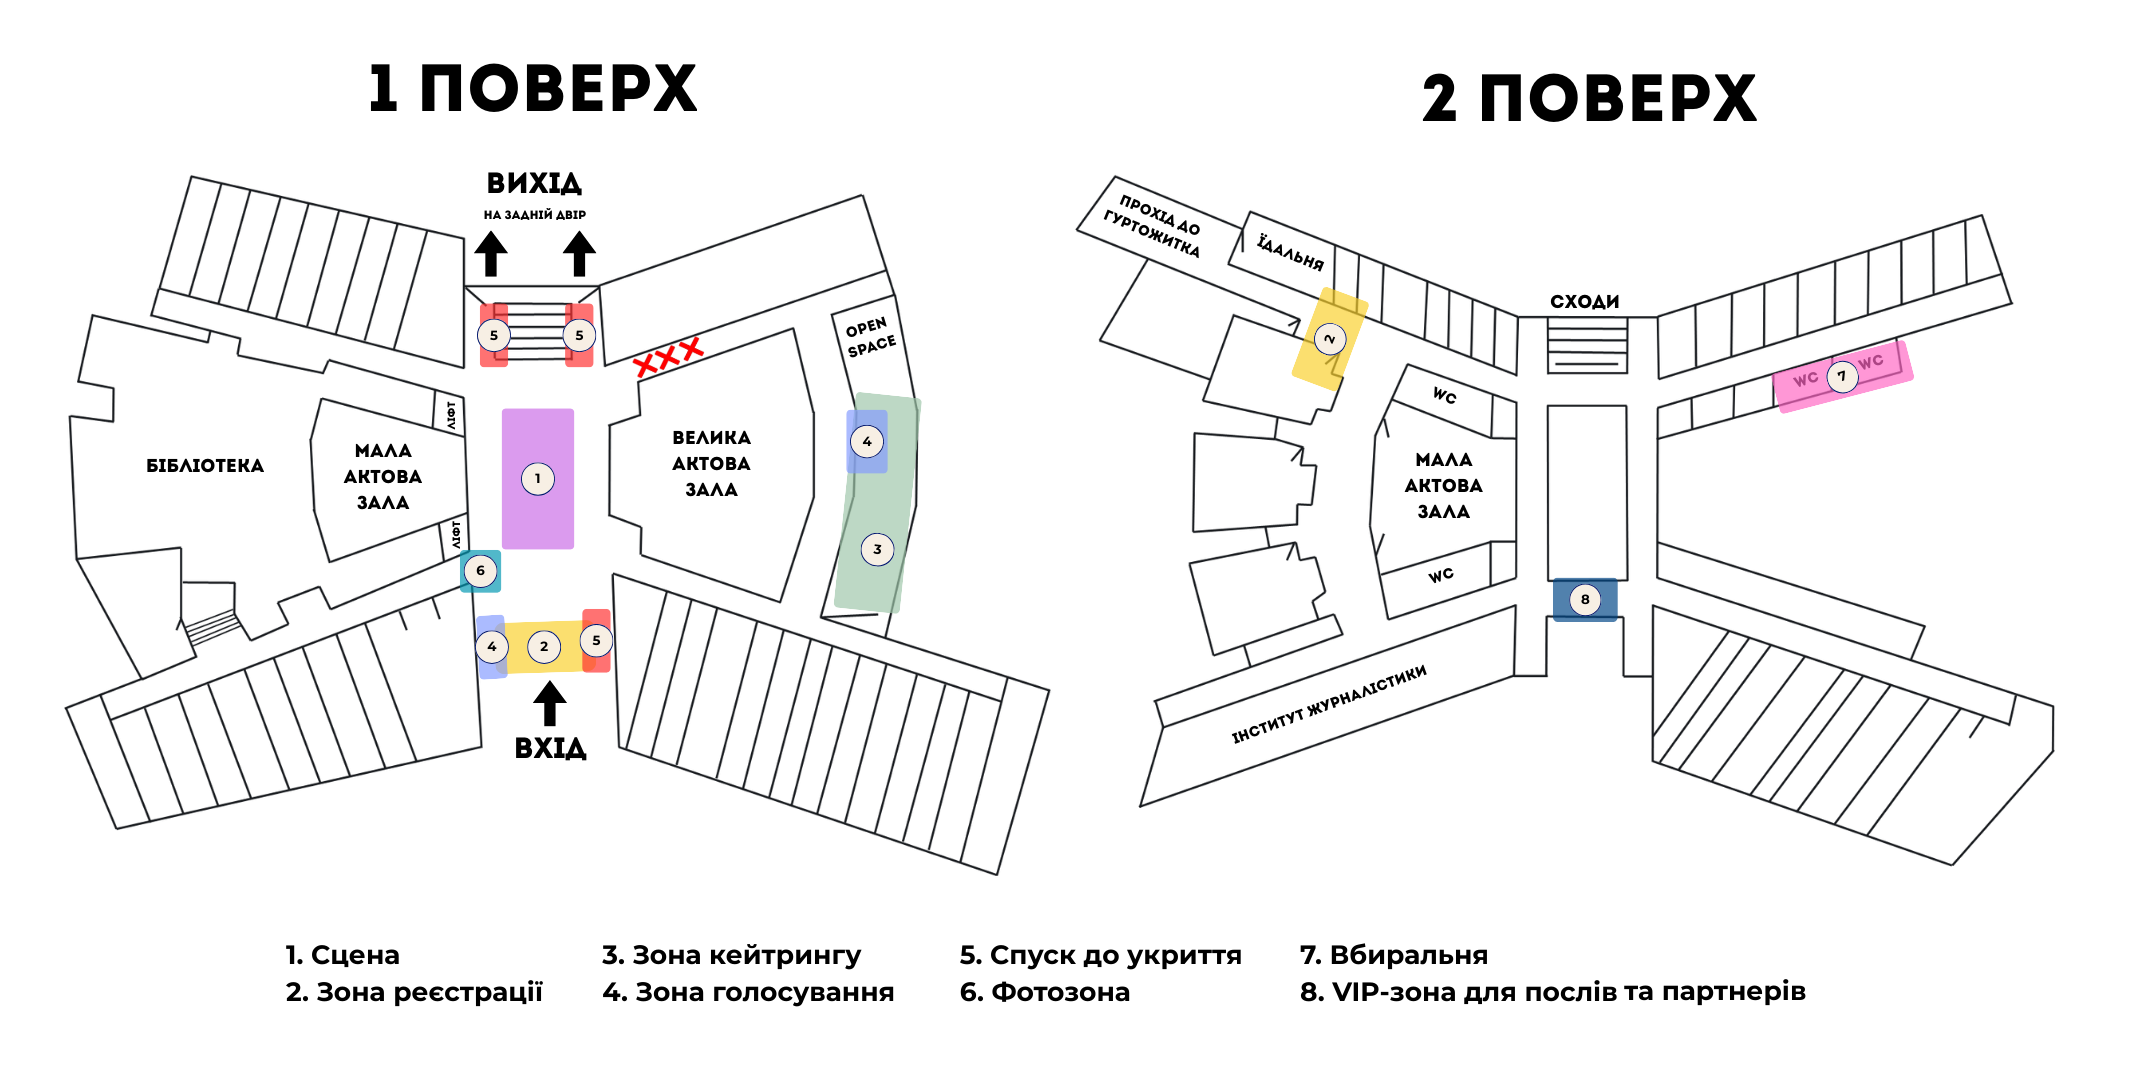 1 ПОВЕРХ
ВИХІД
НА ЗАДНІЙ ДВІР
5
5
OPEN
SPACE
ЛІФТ
БІБЛІОТЕКА
МАЛА
АКТОВА
ЗАЛА
1
ВЕЛИКА
АКТОВА
ЗАЛА
4
3
ЛІФТ
6
4
2
5
ВХІД
2 ПОВЕРХ
ПРОХІД ДО
ГУРТОЖИТКА
ЇДАЛЬНЯ
2
СХОДИ
WC
7
WC
WC
МАЛА
АКТОВА
ЗАЛА
WC
8
ІНСТИТУТ ЖУРНАЛІСТИКИ
1. Сцена
2. Зона реєстрації
3. Зона кейтрингу
4. Зона голосування
5. Спуск до укриття
6. Фотозона
7. Вбиральня
8. VIP-зона для послів та партнерів